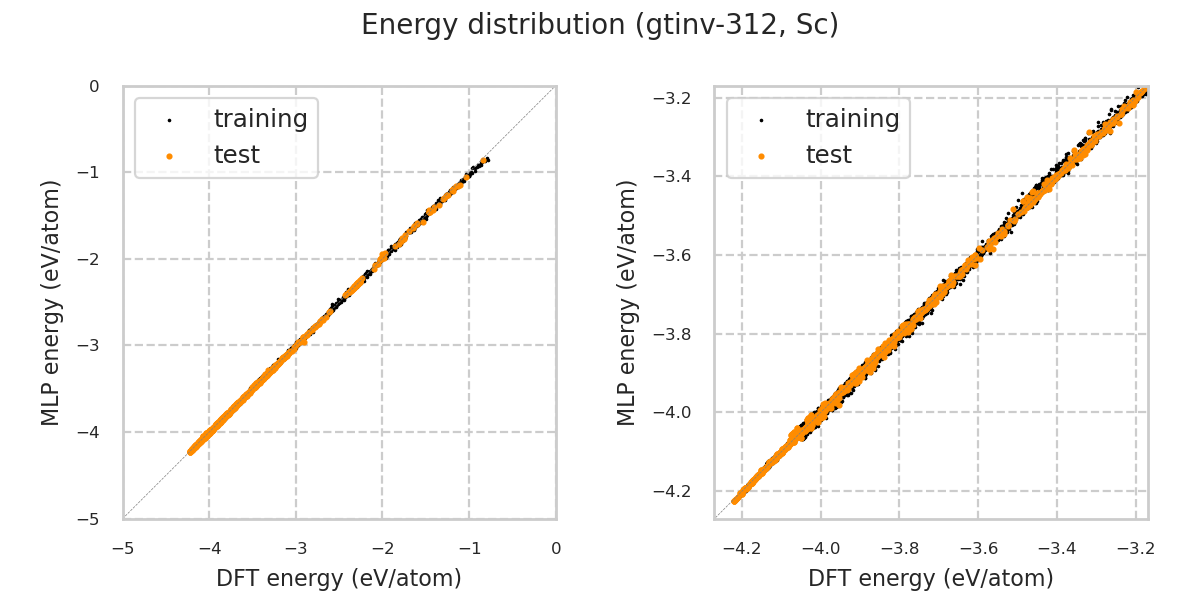 Energy distribution (gtinv-312, Sc)
training
test
0
−1
−2
−3
−4
−5
MLP energy (eV/atom)
−5 −4 −3 −2 −1 0
DFT energy (eV/atom)
training
test
−3.2
−3.4
−3.6
−3.8
−4.0
−4.2
MLP energy (eV/atom)
−4.2 −4.0 −3.8 −3.6 −3.4 −3.2
DFT energy (eV/atom)